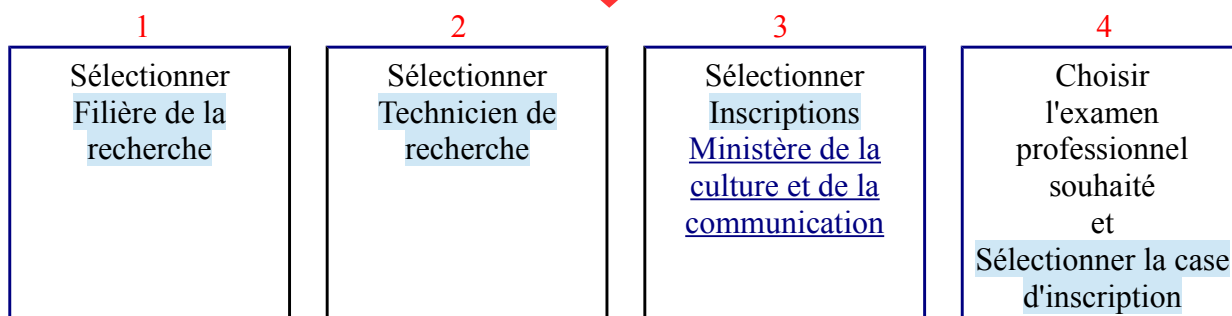 1
Sélectionner
Filière de la
recherche
2
Sélectionner
Technicien de
recherche
3
Sélectionner
Inscriptions
Ministère de la
culture et de la
communication
4
Choisir
l'examen
professionnel
souhaité
et
Sélectionner la case
d'inscription